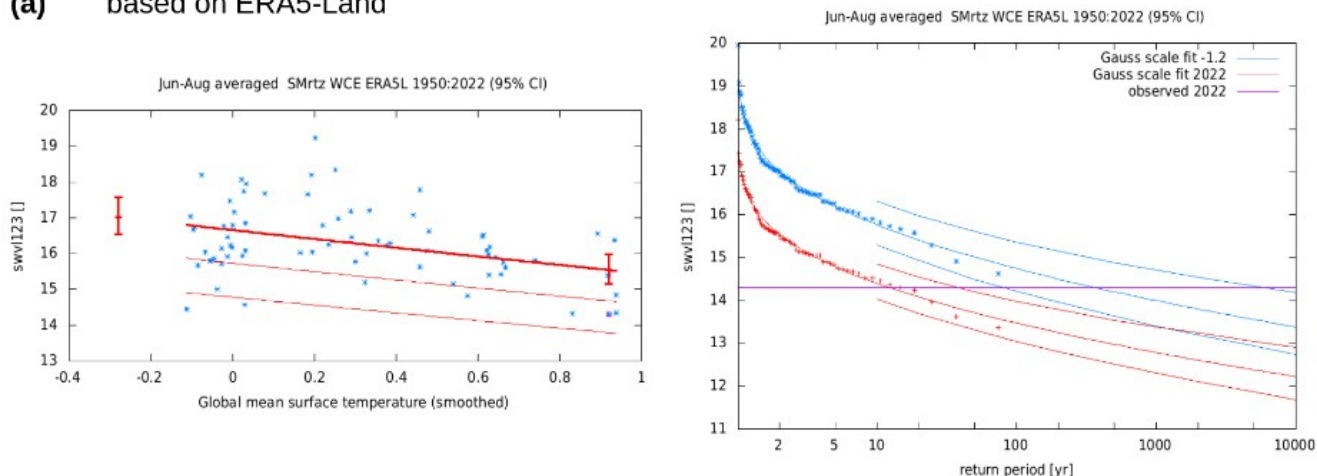 (a) based on ERA5-Land
Jun-Aug averaged SMrtz WCE ERA5L 1950:2022 (95% CI)
20
19
18
17
16
15
14
13
swvl123 []
-0.4 -0.2 0 0.2 0.4 0.6 0.8 1
Global mean surface temperature (smoothed)
Jun-Aug averaged SMrtz WCE ERA5L 1950:2022 (95% CI)
Gauss scale fit -1.2
Gauss scale fit 2022
observed 2022
20
19
18
17
16
15
14
13
12
11
swvl123 []
2 5 10 100 1000 10000
return period [yr]